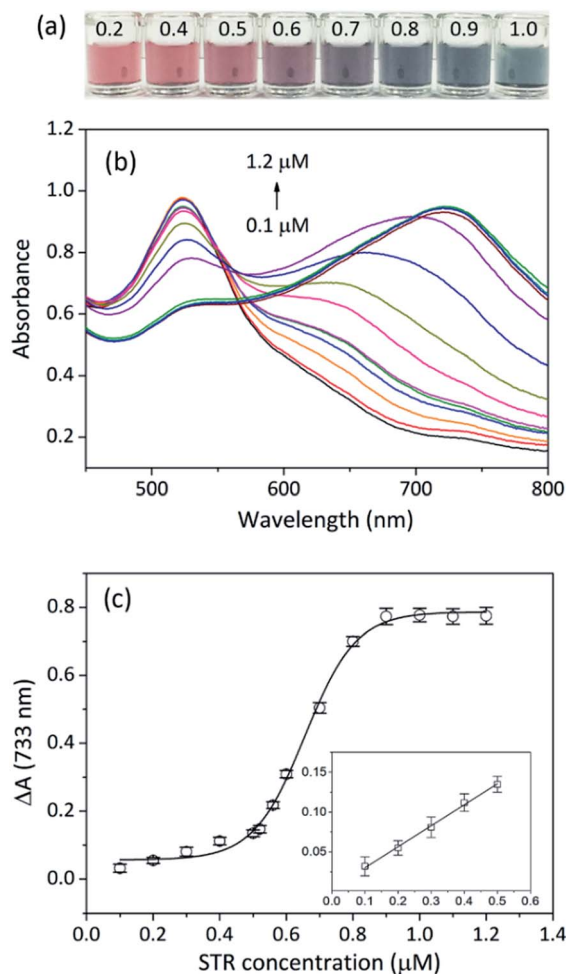 (a)
0.2 0.4 0.5 0.6 0.7 0.8 0.9 1.0
(b)
1.2 μM
0.1 μM
1.2
1.0
0.8
0.6
0.4
0.2
Absorbance
500 600 700 800
Wavelength (nm)
(c)
0.8
0.6
0.4
0.2
0.0
ΔA (733 nm)
0.15
0.10
0.05
0.0 0.1 0.2 0.3 0.4 0.5 0.6
0.0 0.2 0.4 0.6 0.8 1.0 1.2 1.4
STR concentration (μM)